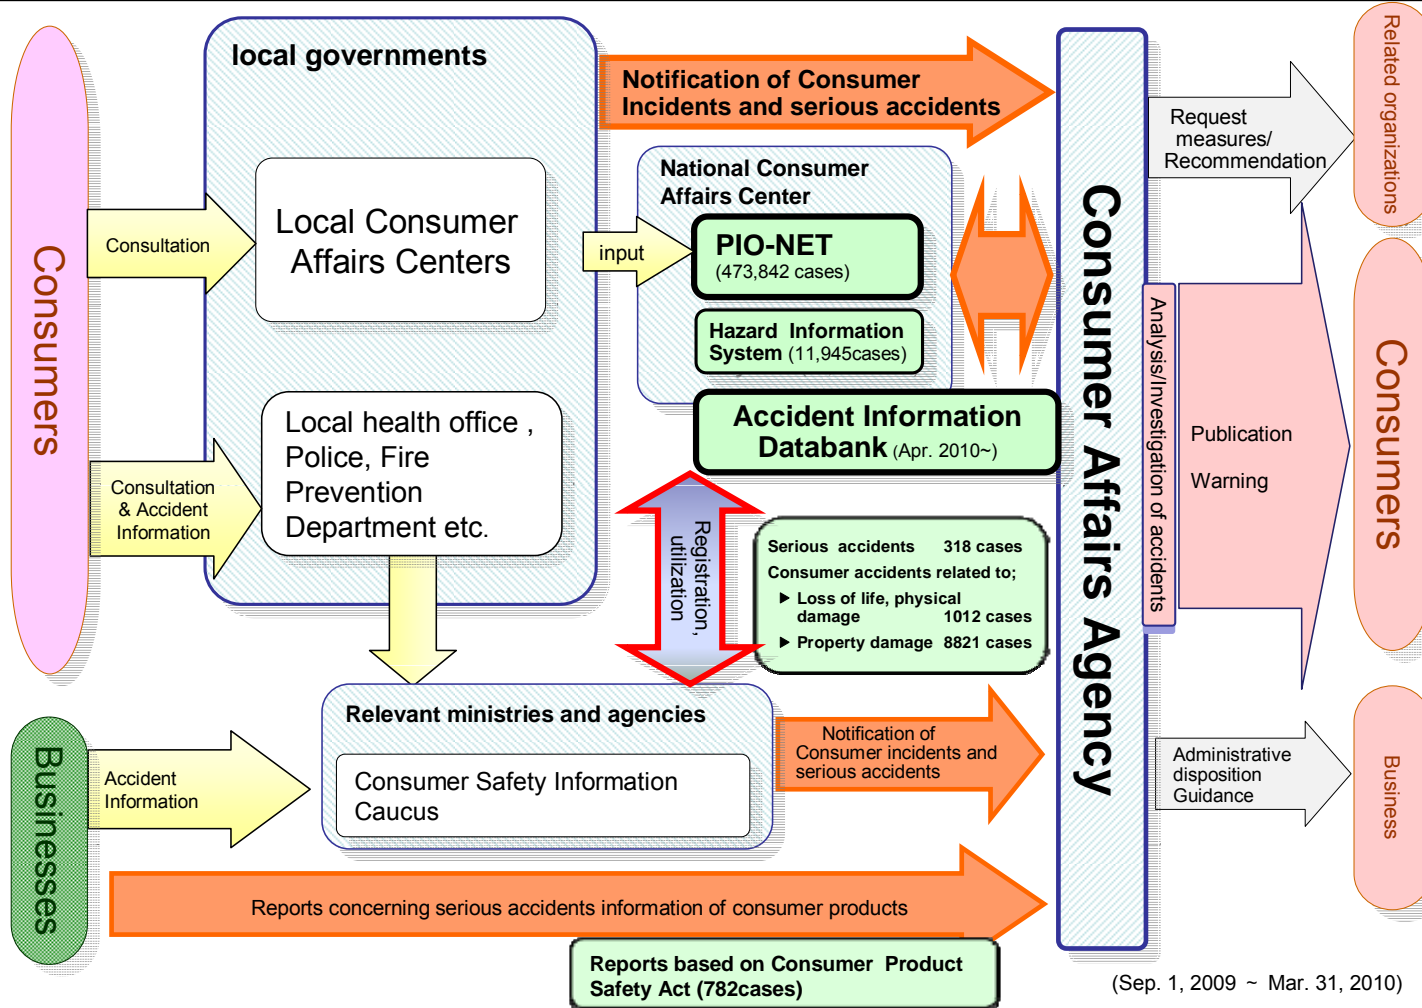 Consumers
Businesses
local governments
Consultation
Local Consumer
Affairs Centers
Consultation
& Accident
Information
Local health office ,
Police, Fire
Prevention
Department etc.
Notification of Consumer
Incidents and serious accidents
input
National Consumer
Affairs Center
PIO-NET
(473,842 cases)
Hazard Information
System (11,945cases)
Accident Information
Databank (Apr. 2010~)
Registration,
utilization
Serious accidents 318 cases
Consumer accidents related to;
▶ Loss of life, physical
damage 1012 cases
▶ Property damage 8821 cases
Accident
Information
Relevant ministries and agencies
Consumer Safety Information
Caucus
Notification of
Consumer incidents and
serious accidents
Reports concerning serious accidents information of consumer products
Reports based on Consumer Product
Safety Act (782cases)
Consumer Affairs Agency
Analysis/Investigation of accidents
Request
measures/
Recommendation
Publication
Warning
Administrative
disposition
Guidance
Related organizations
Consumers
Business
(Sep. 1, 2009 ~ Mar. 31, 2010)